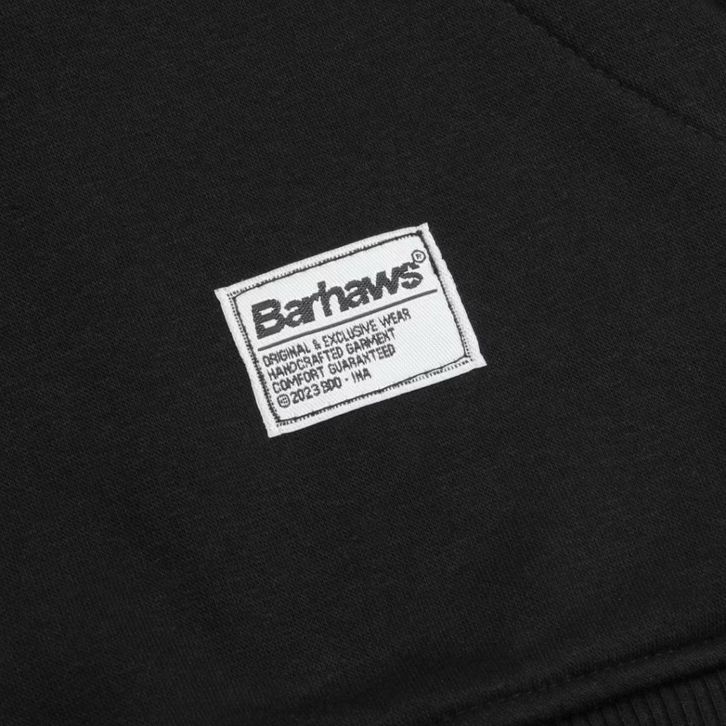 Barhaws®
ORIGINAL & EXCLUSIVE WEAR
HANDCRAFTED GARMENT
COMFORT GUARANTEED
2023 BDO - INA